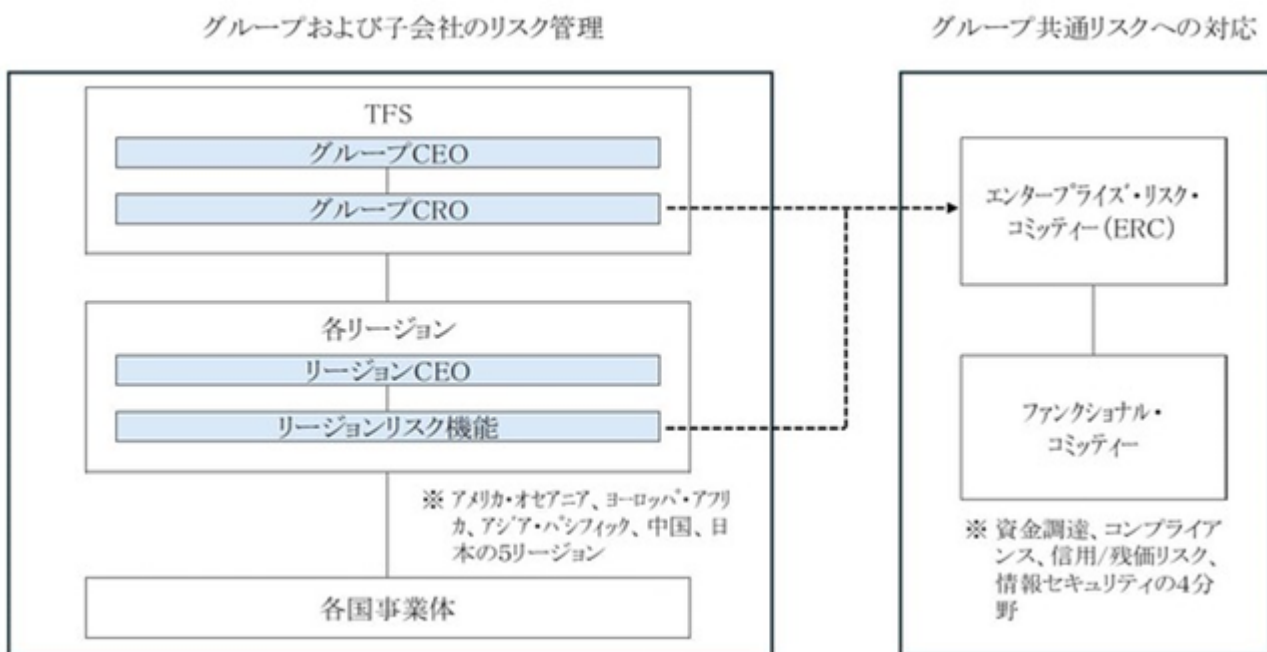 グループおよび子会社のリスク管理
TFS
グループCEO
グループCRO
各リージョン
リージョンCEO
リージョンリスク機能
※ アメリカ・オセアニア、ヨーロッパ・アフリ
カ、アジア・パシフィック、中国、日
本の5リージョン
各国事業体
グループ共通リスクへの対応
エンタープライズ・リスク・
コミッティー(ERC)
ファンクショナル・
コミッティー
※ 資金調達、コンプライア
ンス、信用/残価リスク、
情報セキュリティの4分
野